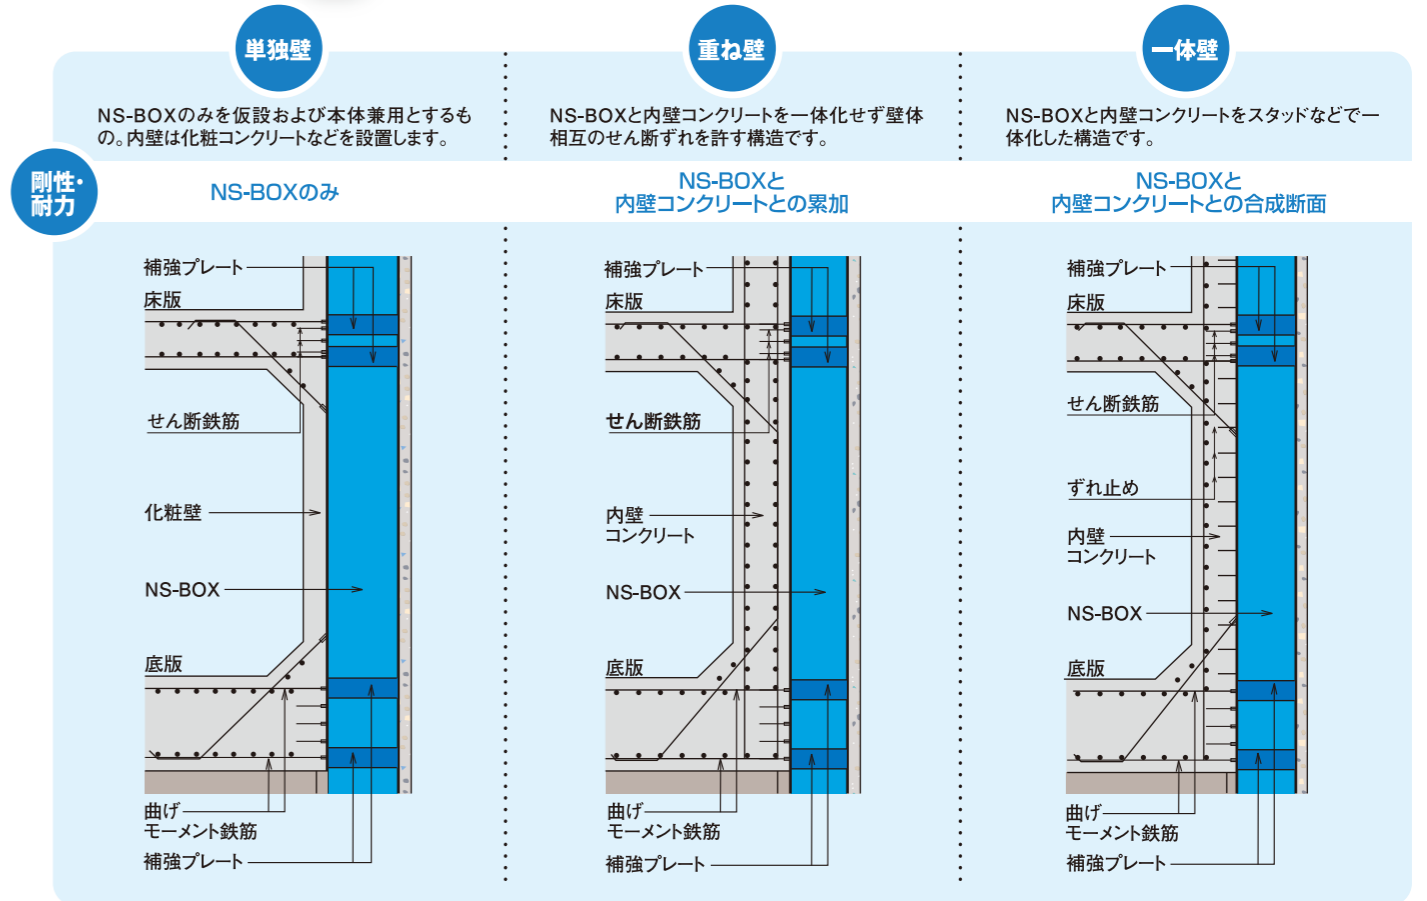 単独壁
NS-BOXのみを仮設および本体兼用とするも
の。内壁は化粧コンクリートなどを設置します。
重ね壁
NS-BOXと内壁コンクリートを一体化せず壁体
相互のせん断ずれを許す構造です。
一体壁
NS-BOXと内壁コンクリートをスタッドなどで一
体化した構造です。
剛性・
耐力
NS-BOXのみ
NS-BOXと
内壁コンクリートとの累加
NS-BOXと
内壁コンクリートとの合成断面
補強プレート
床版
せん断鉄筋
化粧壁
NS-BOX
底版
曲げ
モーメント鉄筋
補強プレート
補強プレート
床版
せん断鉄筋
内壁
コンクリート
NS-BOX
底版
曲げ
モーメント鉄筋
補強プレート
補強プレート
床版
せん断鉄筋
ずれ止め
内壁
コンクリート
NS-BOX
底版
曲げ
モーメント鉄筋
補強プレート